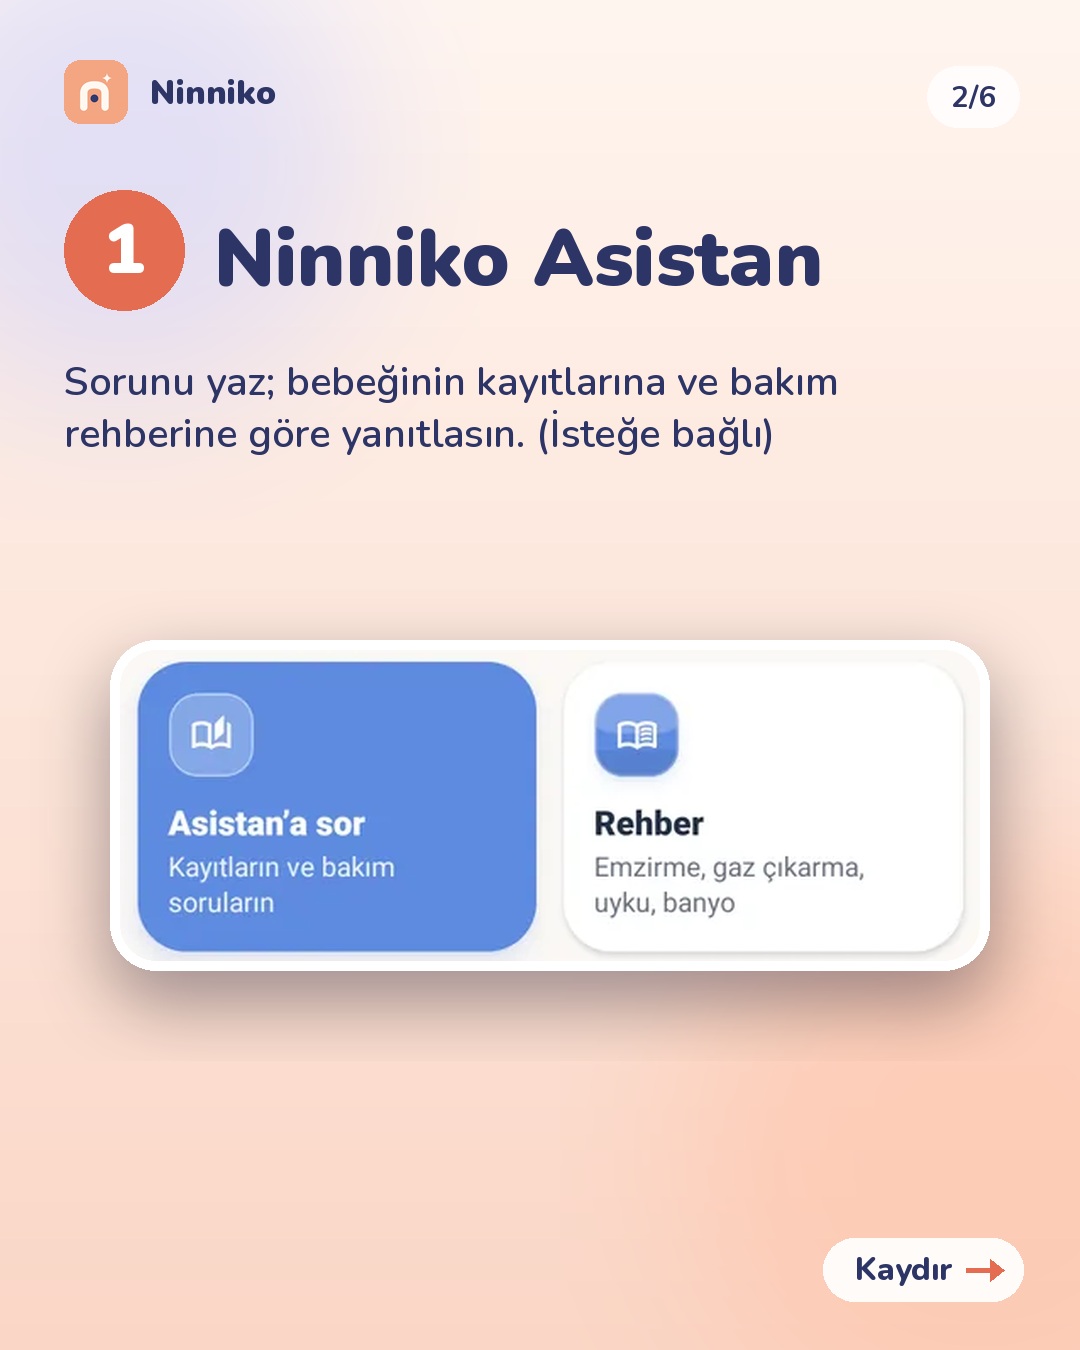 Ninniko
2/6
1
Ninniko Asistan
Sorunu yaz; bebeğinin kayıtlarına ve bakım
rehberine göre yanıtlasın. (İsteğe bağlı)
Asistan’a sor
Kayıtların ve bakım
soruların
Rehber
Emzirme, gaz çıkarma,
uyku, banyo
Kaydır